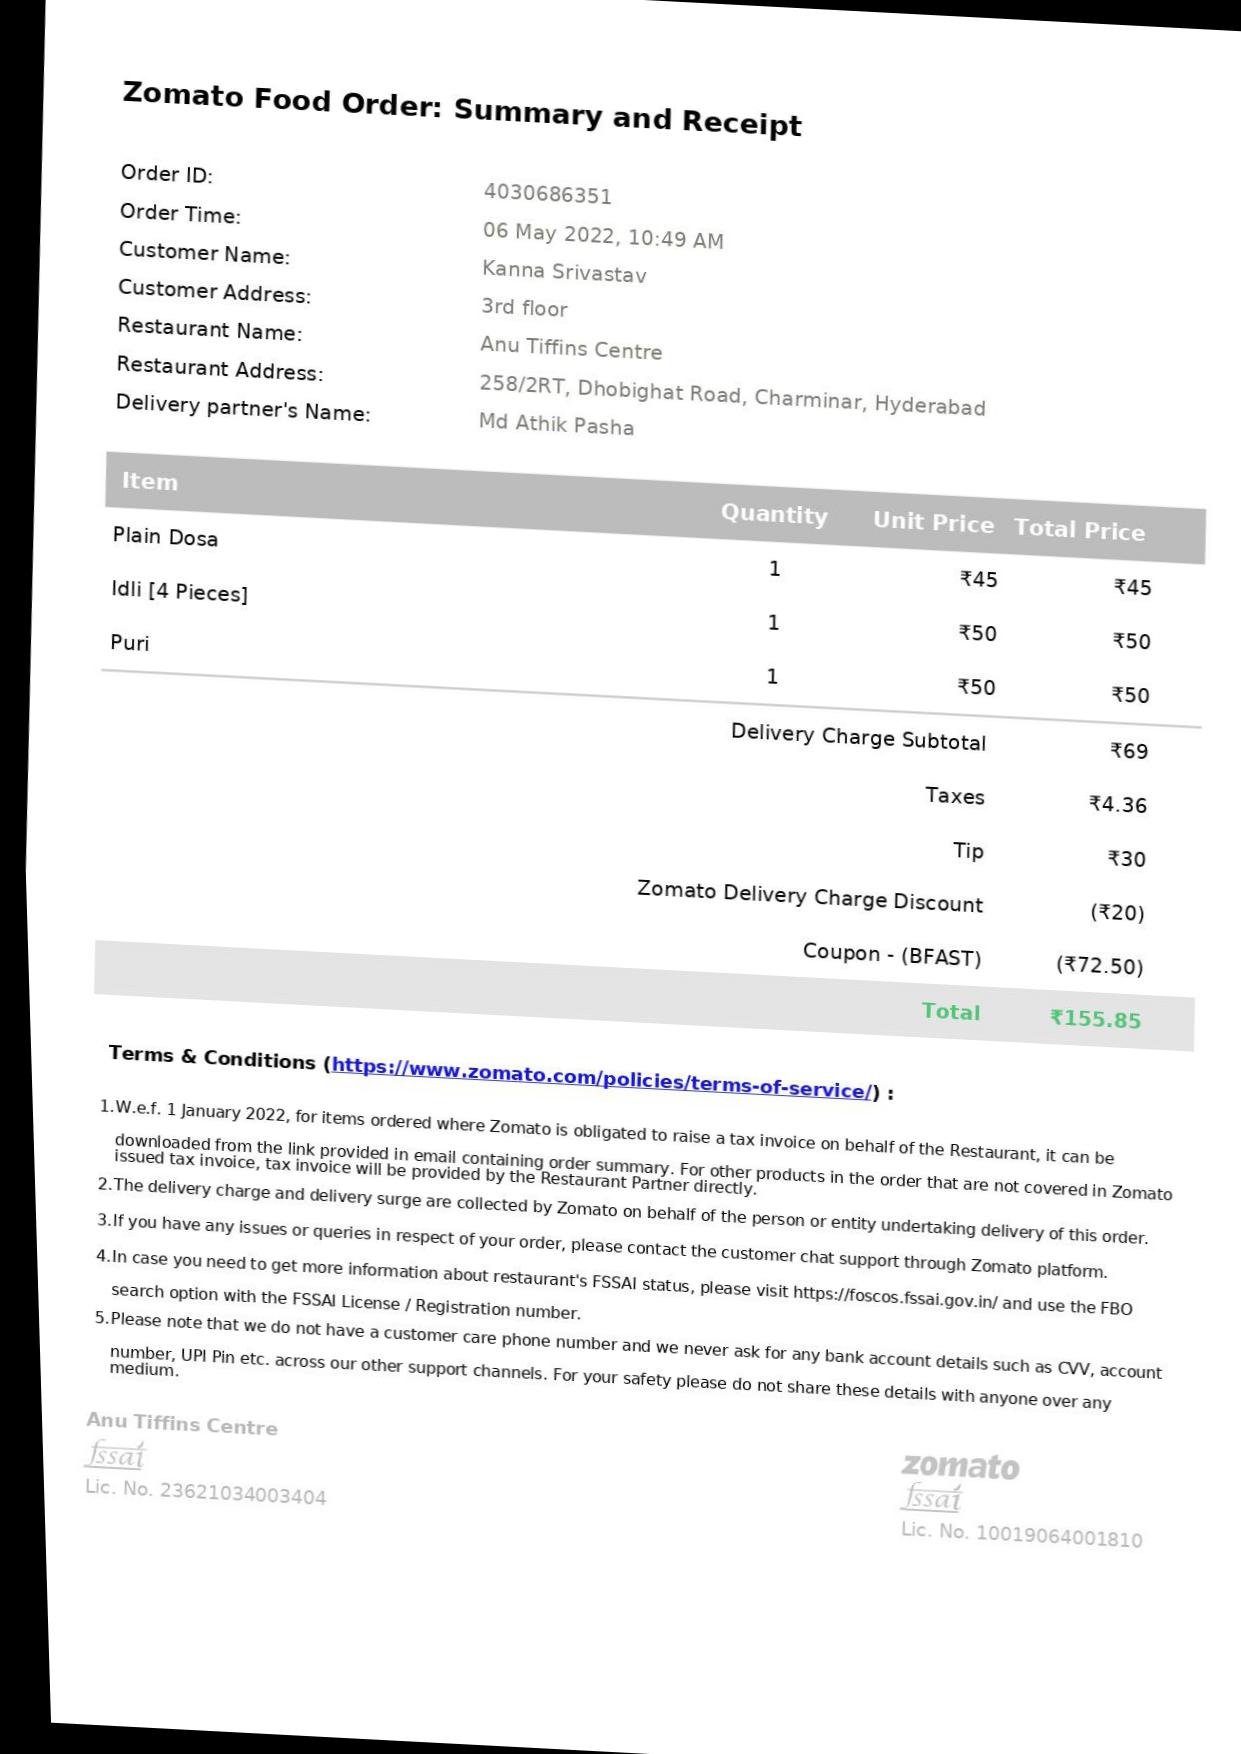 Zomato Food Order: Summary and Receipt
Order ID: 4030686351
Order Time: 06 May 2022, 10:49 AM
Customer Name: Kanna Srivastav
Customer Address: 3rd floor
Restaurant Name: Anu Tiffins Centre
Restaurant Address: 258/2RT, Dhobighat Road, Charminar, Hyderabad
Delivery partner's Name: Md Athik Pasha
Item Quantity Unit Price Total Price
Plain Dosa 1 ₹45 ₹45
Idli [4 Pieces] 1 ₹50 ₹50
Puri 1 ₹50 ₹50
Delivery Charge Subtotal ₹69
Taxes ₹4.36
Tip ₹30
Zomato Delivery Charge Discount (₹20)
Coupon - (BFAST) (₹72.50)
Total ₹155.85
Terms & Conditions (https://www.zomato.com/policies/terms-of-service/) :
1.W.e.f. 1 January 2022, for items ordered where Zomato is obligated to raise a tax invoice on behalf of the Restaurant, it can be
downloaded from the link provided in email containing order summary. For other products in the order that are not covered in Zomato
issued tax invoice, tax invoice will be provided by the Restaurant Partner directly.
2.The delivery charge and delivery surge are collected by Zomato on behalf of the person or entity undertaking delivery of this order.
3.If you have any issues or queries in respect of your order, please contact the customer chat support through Zomato platform.
4.In case you need to get more information about restaurant's FSSAI status, please visit https://foscos.fssai.gov.in/ and use the FBO
search option with the FSSAI License / Registration number.
5.Please note that we do not have a customer care phone number and we never ask for any bank account details such as CVV, account
number, UPI Pin etc. across our other support channels. For your safety please do not share these details with anyone over any
medium.
Anu Tiffins Centre
fssai
Lic. No. 23621034003404
zomato
fssai
Lic. No. 10019064001810